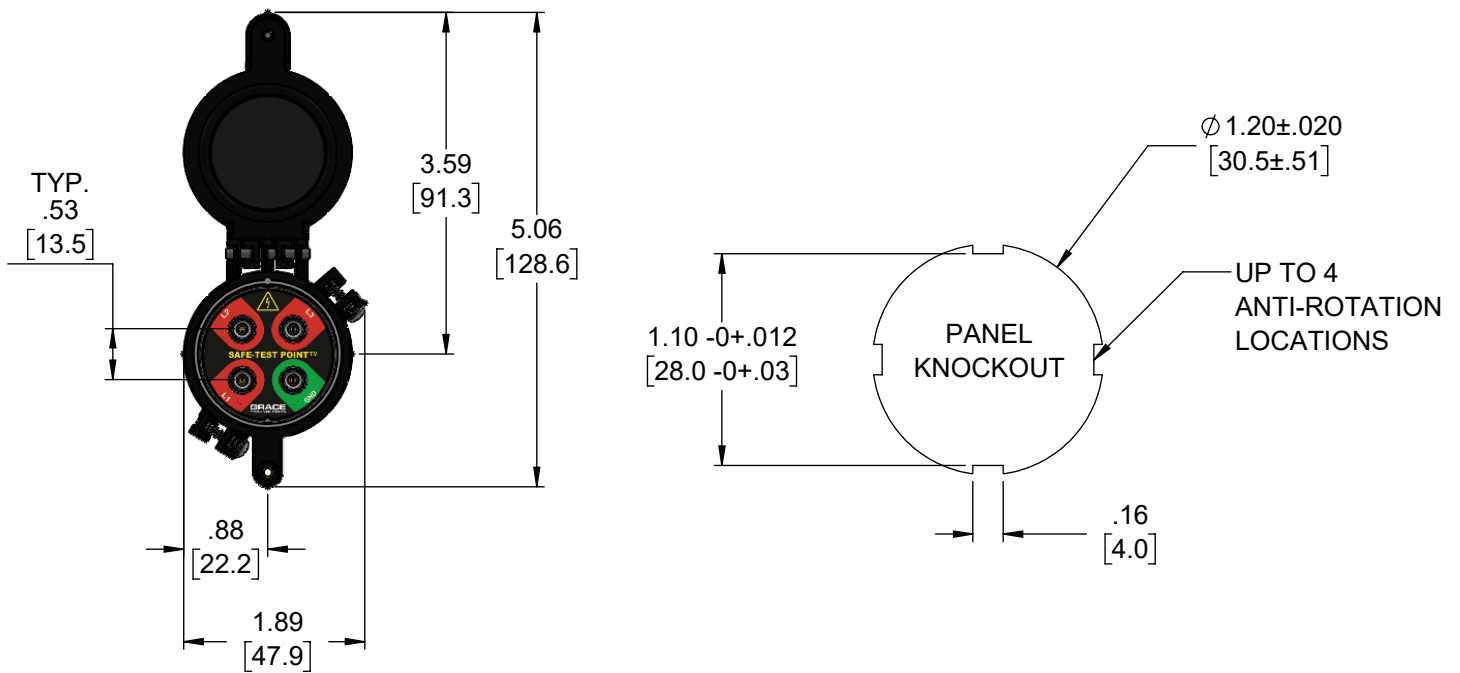 TYP.
.53
[13.5]
3.59
[91.3]
5.06
[128.6]
L2
L3
SAFE-TEST POINT™
L1
GND
GRACE
.88
[22.2]
1.89
[47.9]
⌀ 1.20±.020
[30.5±.51]
1.10 -0+.012
[28.0 -0+.03]
PANEL
KNOCKOUT
UP TO 4
ANTI-ROTATION
LOCATIONS
.16
[4.0]